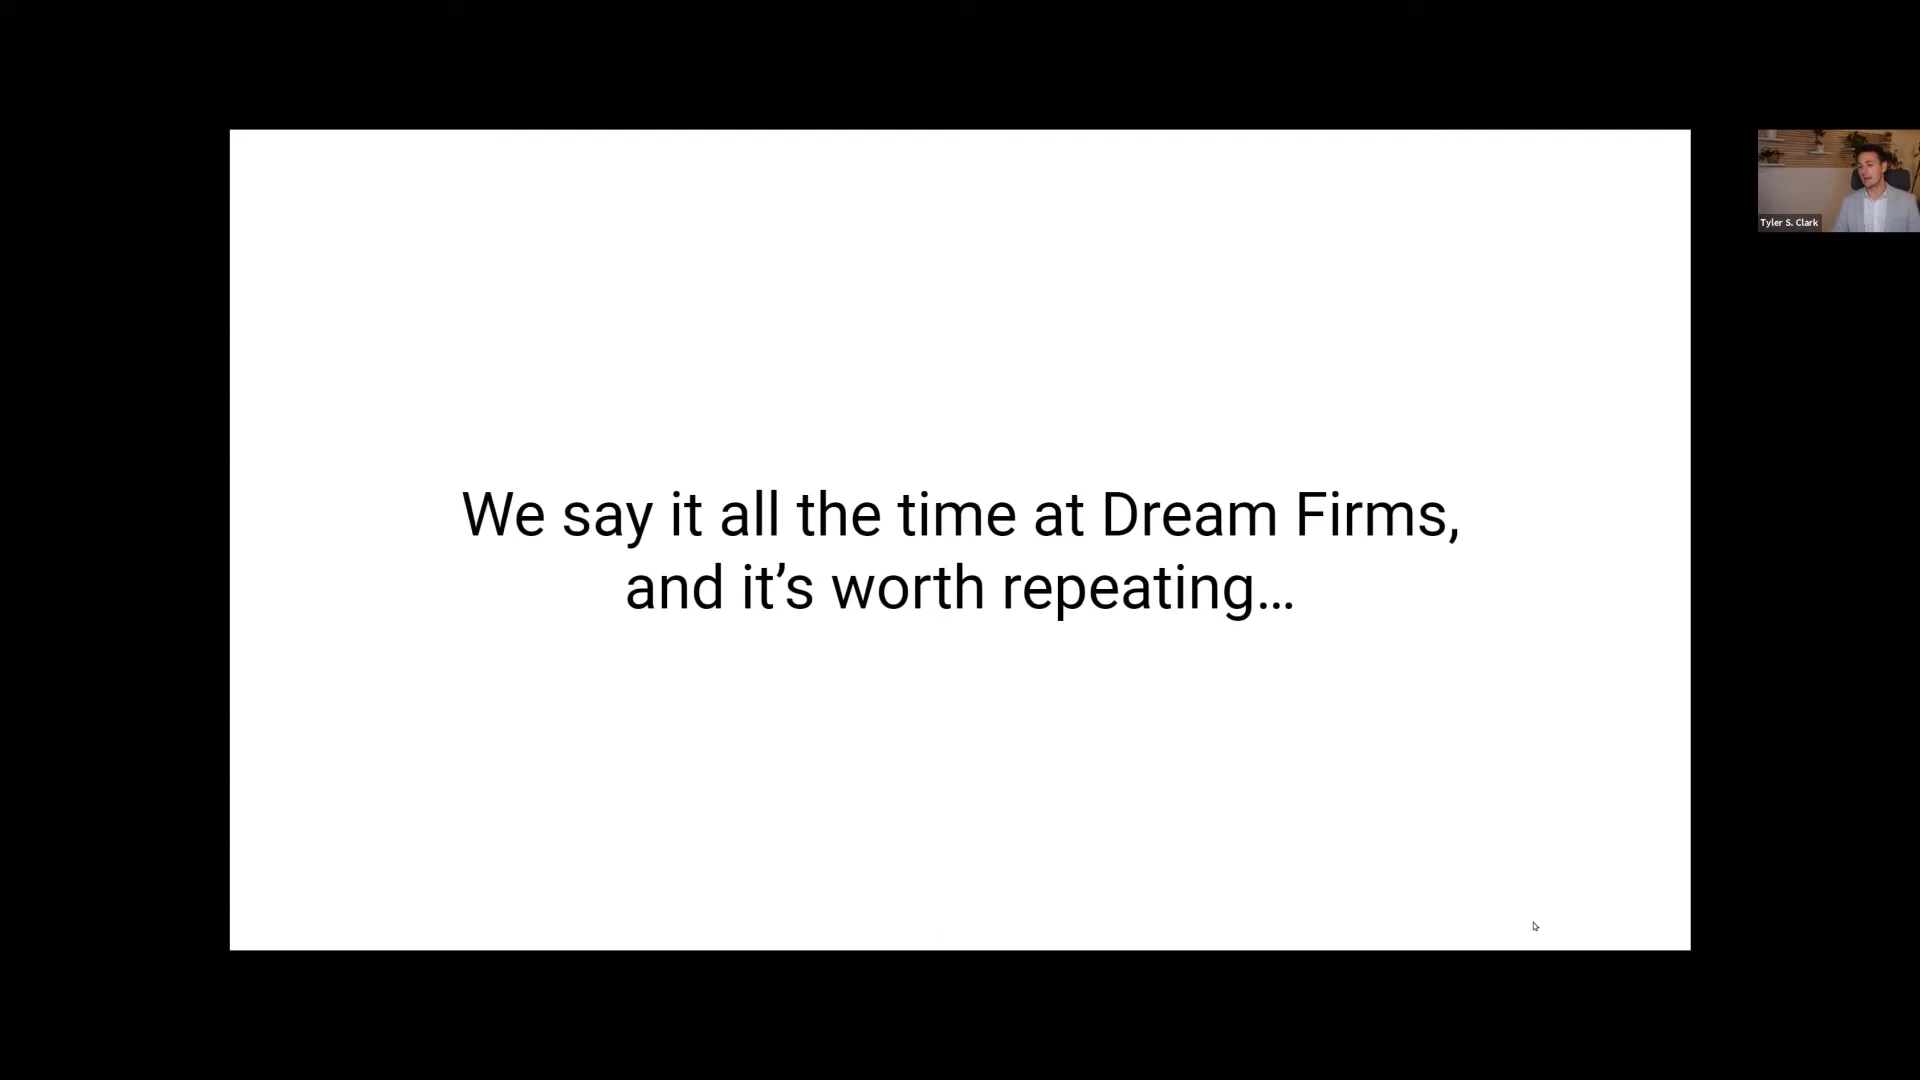 We say it all the time at Dream Firms,
and it’s worth repeating…
Tyler S. Clark